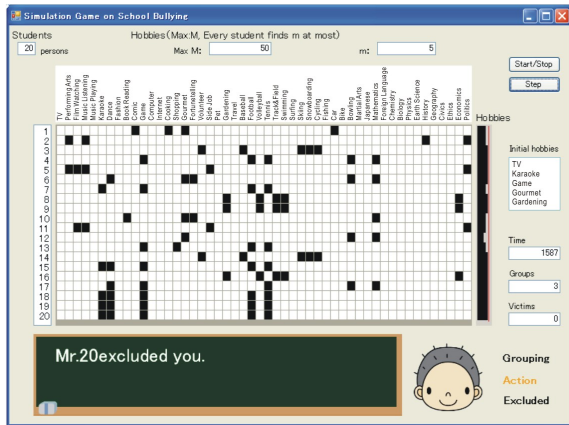 Simulation Game on School Bullying
Students
20 persons
Hobbies(Max:M, Every student finds m at most)
Max M: 50
m: 5
Start/Stop
Step
TV
Performing Arts
Film Watching
Music Listening
Music Playing
Karaoke
Dance
Fashion
Book Reading
Comic
Anime
Game
Computer
Internet
Cooking
Shopping
Gourmet
Fortunetelling
Volunteer
Side Job
Pet
Gardening
Travel
Baseball
Football
Volleyball
Tennis
Track&Field
Swimming
Surfing
Skiing
Snowboarding
Cycling
Fishing
Car
Bike
Bowling
Martial Arts
Japanese
Mathematics
Foreign Language
Chemistry
Biology
Physics
Earth Science
History
Geography
Civics
Ethics
Economics
Politics
Hobbies
1
2
3
4
5
6
7
8
9
10
11
12
13
14
15
16
17
18
19
20
Initial hobbies
TV
Karaoke
Game
Gourmet
Gardening
Time
1587
Groups
3
Victims
0
Mr.20excluded you.
Grouping
Action
Excluded